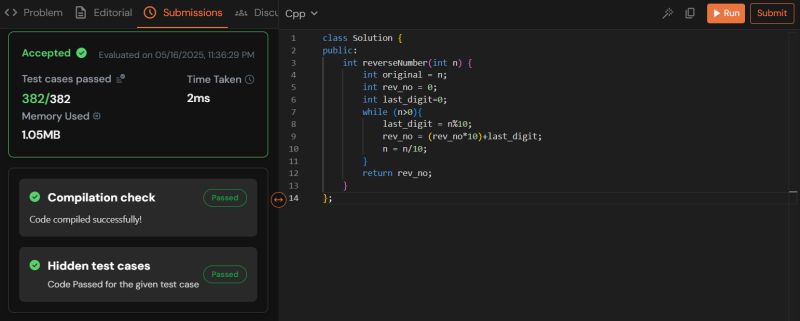 <> Problem Editorial Submissions Discu
Accepted Evaluated on 05/16/2025, 11:36:29 PM
Test cases passed Time Taken
382/382 2ms
Memory Used
1.05MB
Compilation check Passed
Code compiled successfully!
Hidden test cases Passed
Code Passed for the given test case
Cpp Run Submit
1 class Solution {
2 public:
3 int reverseNumber(int n) {
4 int original = n;
5 int rev_no = 0;
6 int last_digit=0;
7 while (n>0){
8 last_digit = n%10;
9 rev_no = (rev_no*10)+last_digit;
10 n = n/10;
11 }
12 return rev_no;
13 }
14 };